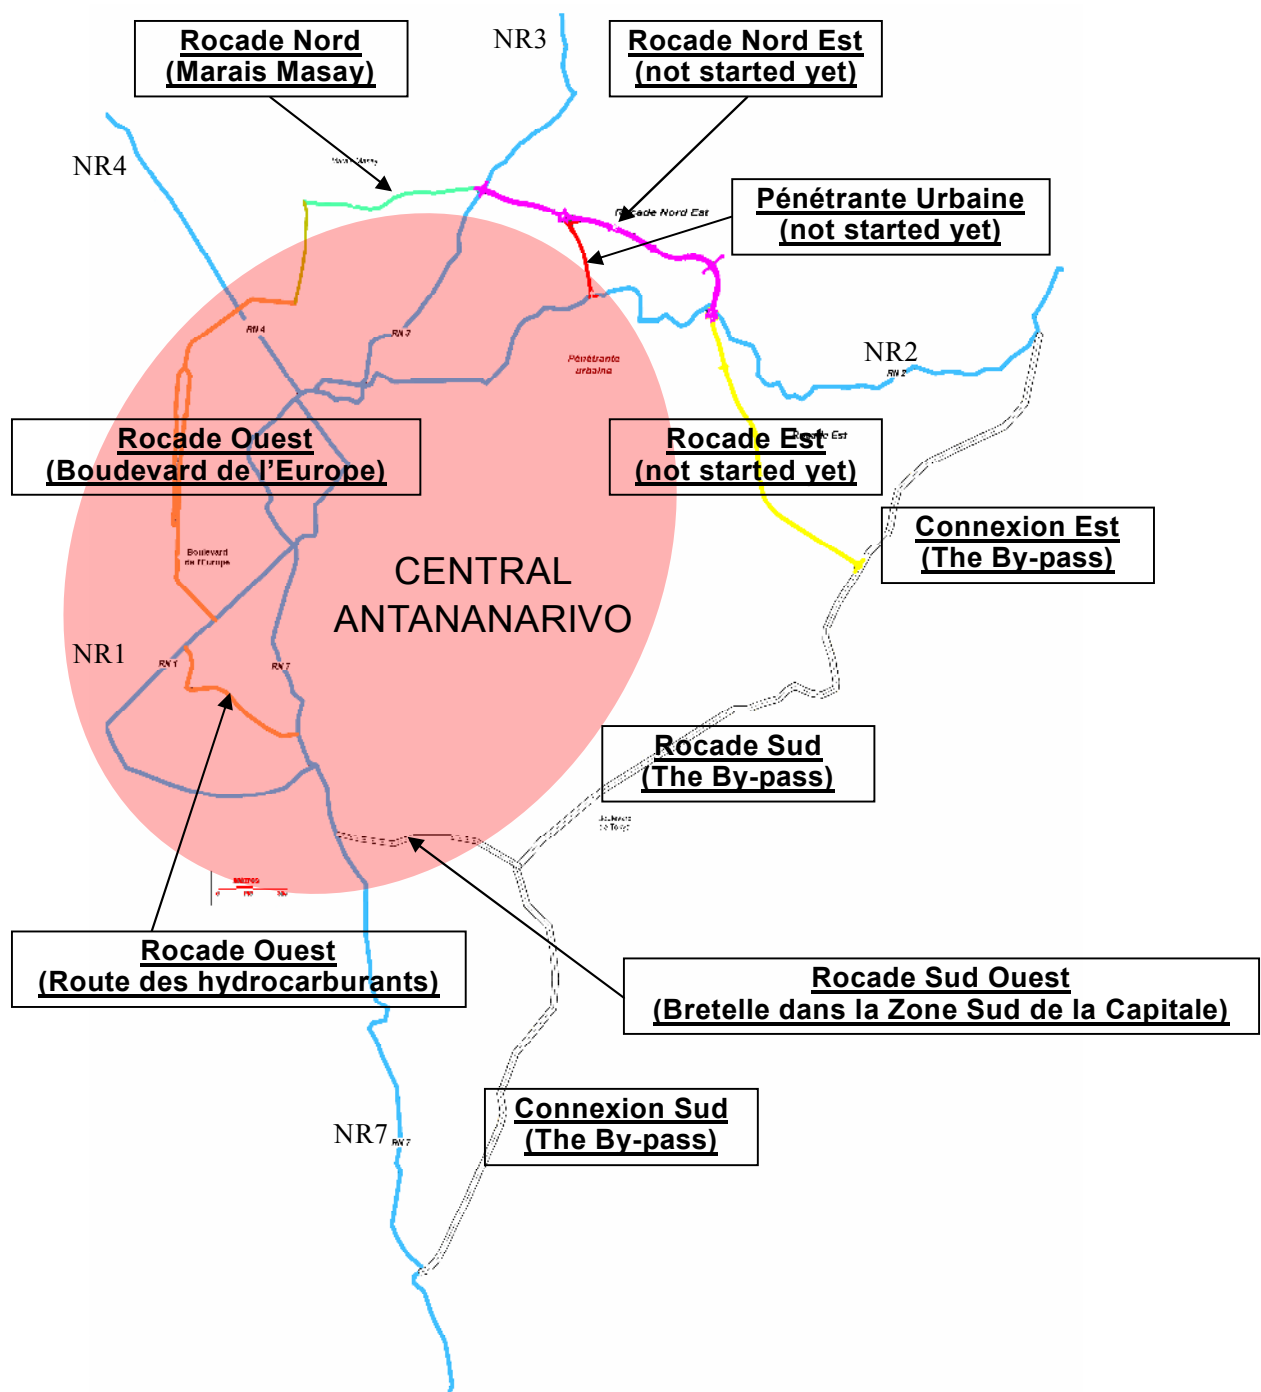 Rocade Nord
(Marais Masay)
NR3
Rocade Nord Est
(not started yet)
NR4
Pénétrante Urbaine
(not started yet)
Rocade Nord Est
RN 4
NR2
RN 2
Pénétrante
urbaine
Rocade Ouest
(Boudevard de l'Europe)
Rocade Est
(not started yet)
Connexion Est
(The By-pass)
Boulevard
de l'Europe
CENTRAL
ANTANANARIVO
NR1
RN 1
RN 7
Rocade Sud
(The By-pass)
Rocade Ouest
(Route des hydrocarburants)
Rocade Sud Ouest
(Bretelle dans la Zone Sud de la Capitale)
Connexion Sud
(The By-pass)
NR7
RN 7